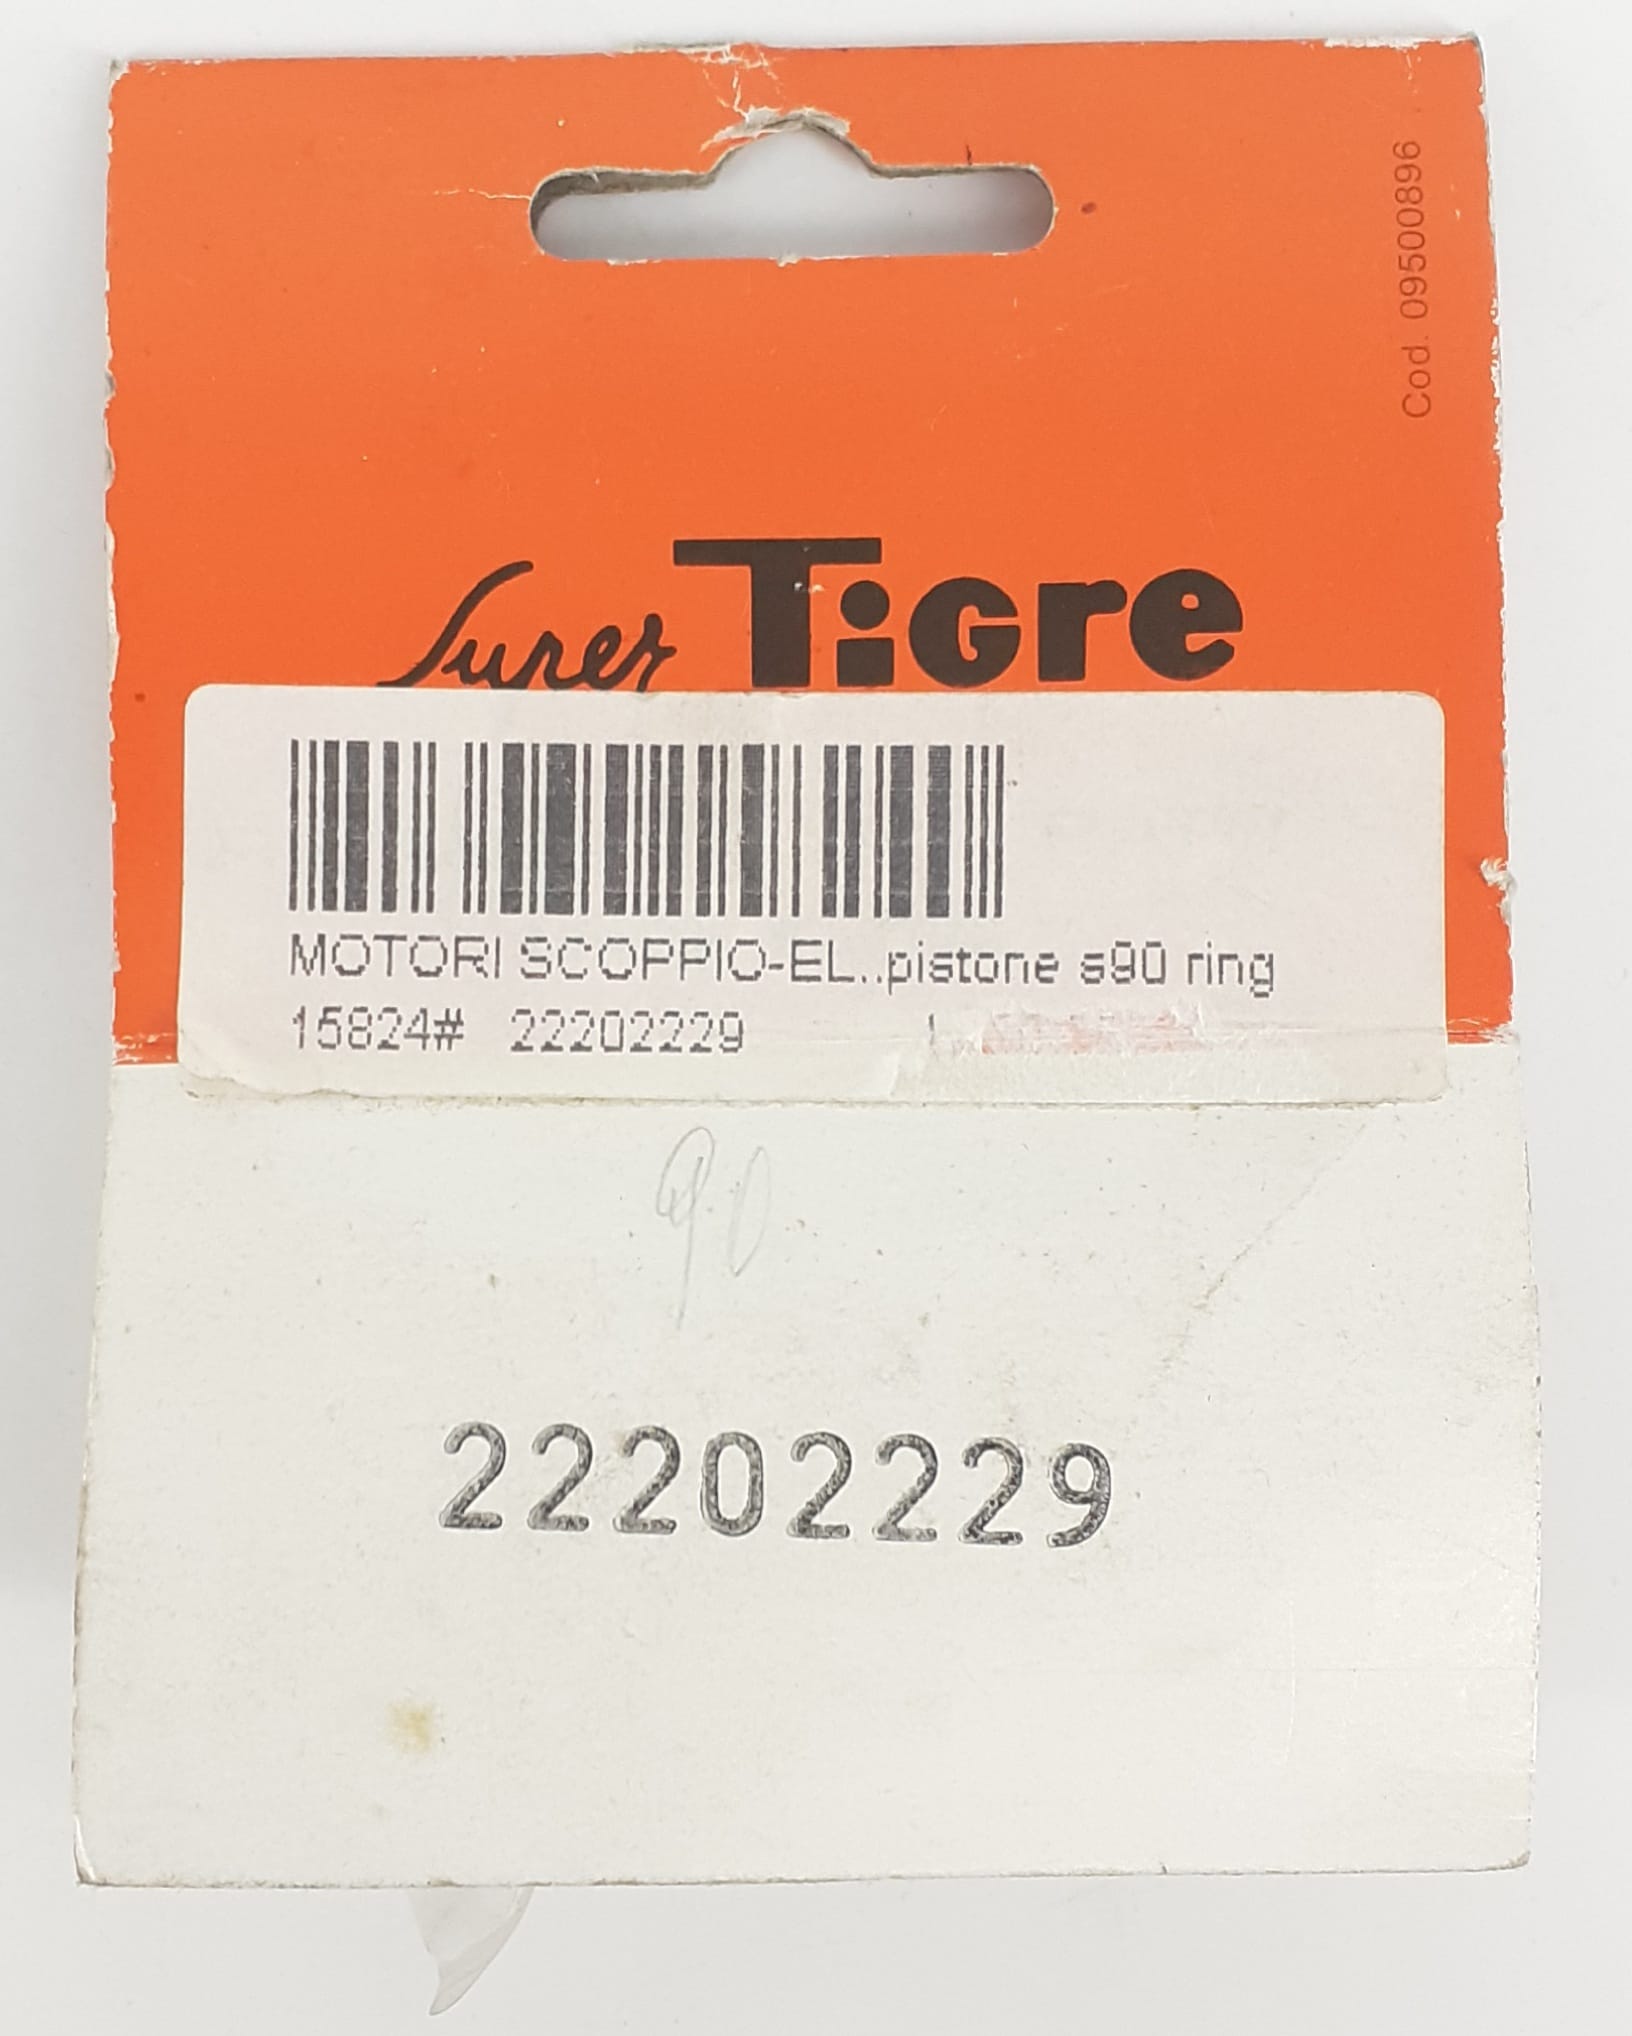 Cod. 09500896
Super TiGre
MOTORI SCOPPIO-EL..pistone s90 ring
15824# 22202229
90
22202229